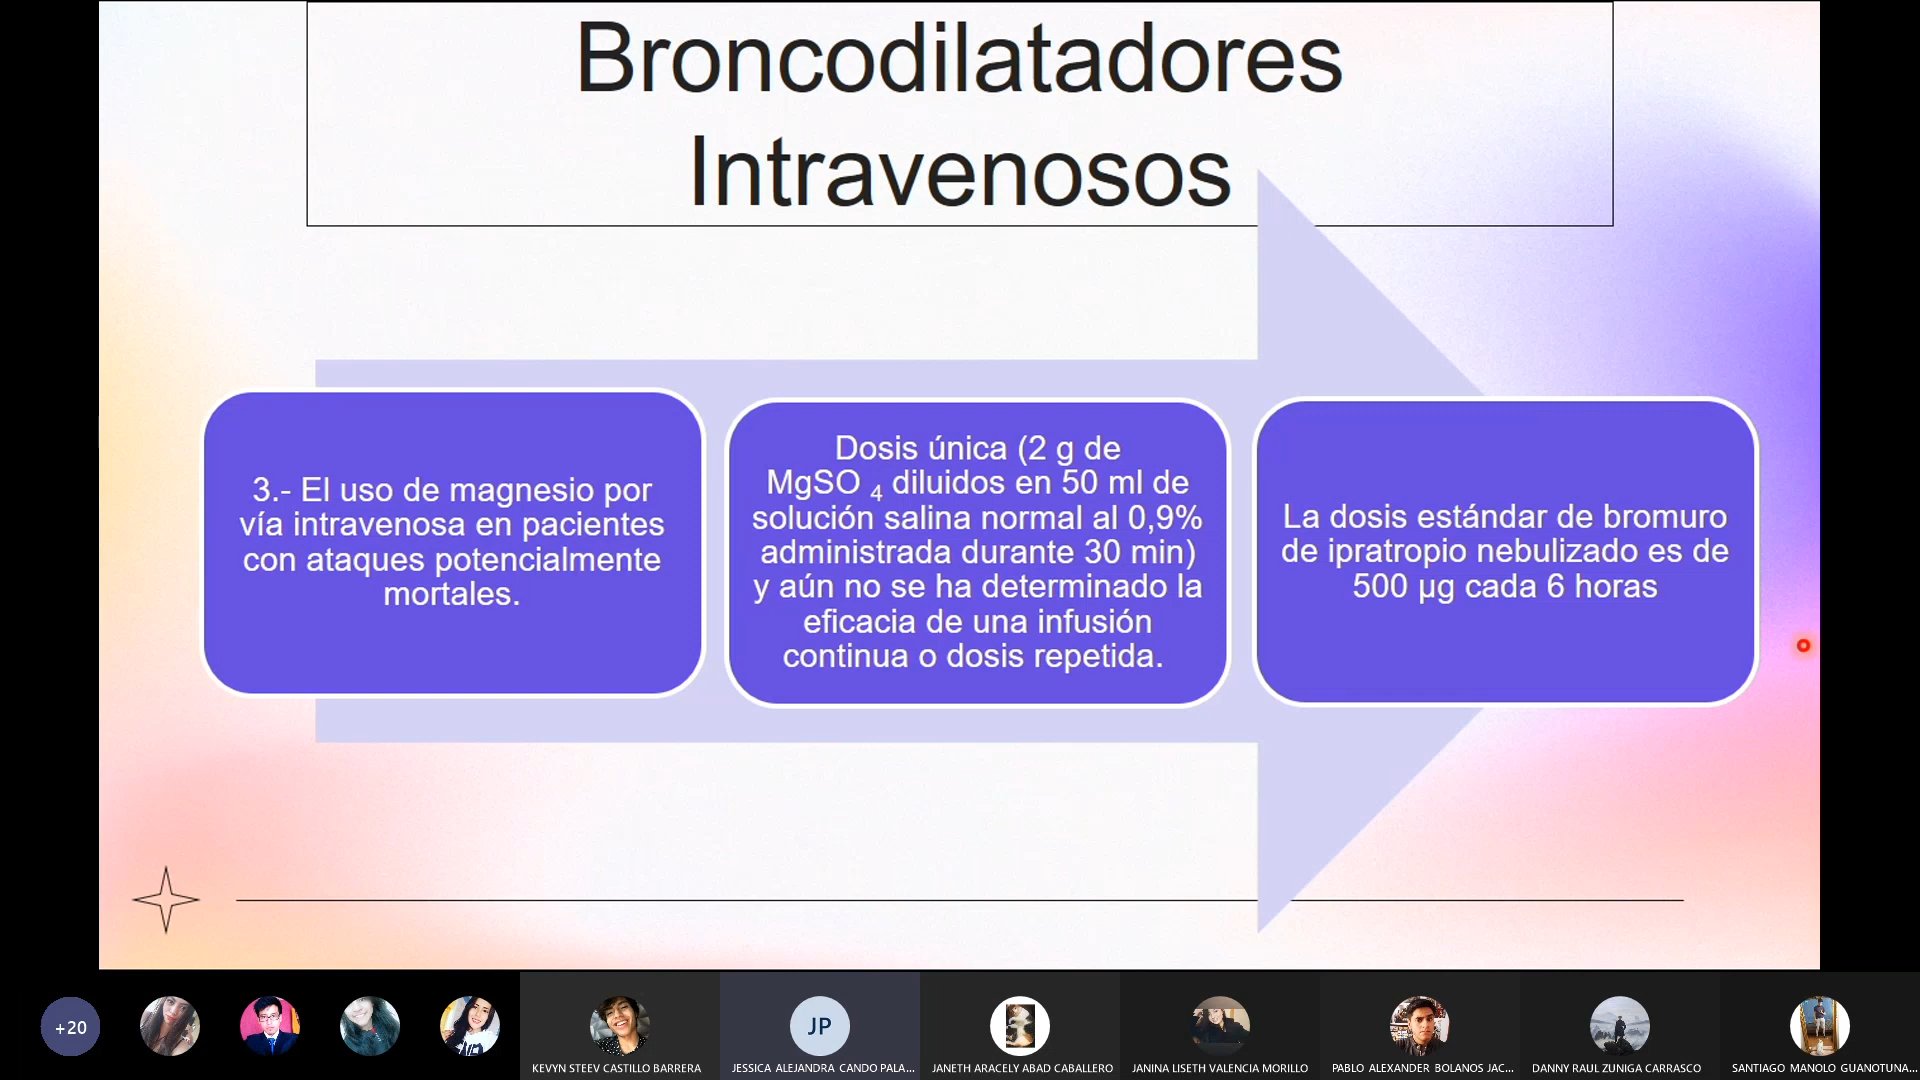 Broncodilatadores
Intravenosos
3.- El uso de magnesio por
vía intravenosa en pacientes
con ataques potencialmente
mortales.
Dosis única (2 g de
MgSO 4 diluidos en 50 ml de
solución salina normal al 0,9%
administrada durante 30 min)
y aún no se ha determinado la
eficacia de una infusión
continua o dosis repetida.
La dosis estándar de bromuro
de ipratropio nebulizado es de
500 µg cada 6 horas
+20
JP
KEVYN STEEV CASTILLO BARRERA
JESSICA ALEJANDRA CANDO PALA...
JANETH ARACELY ABAD CABALLERO
JANINA LISETH VALENCIA MORILLO
PABLO ALEXANDER BOLANOS JAC...
DANNY RAUL ZUNIGA CARRASCO
SANTIAGO MANOLO GUANOTUNA...